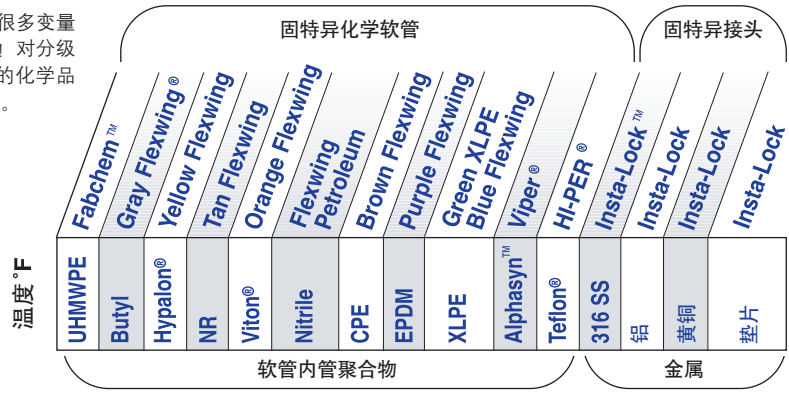 很多变量
！对分级
的化学品
。
固特异化学软管
固特异接头
Fabchem™
Gray Flexwing®
Yellow Flexwing
Tan Flexwing
Orange Flexwing
Flexwing
Petroleum
Brown Flexwing
Purple Flexwing
Green XLPE
Blue Flexwing
Viper®
HI-PER®
Insta-Lock™
Insta-Lock
Insta-Lock
Insta-Lock
温度 °F
UHMWPE
Butyl
Hypalon®
NR
Viton®
Nitrile
CPE
EPDM
XLPE
Alphasyn™
Teflon®
316 SS
铝
黄铜
垫片
软管内管聚合物
金属